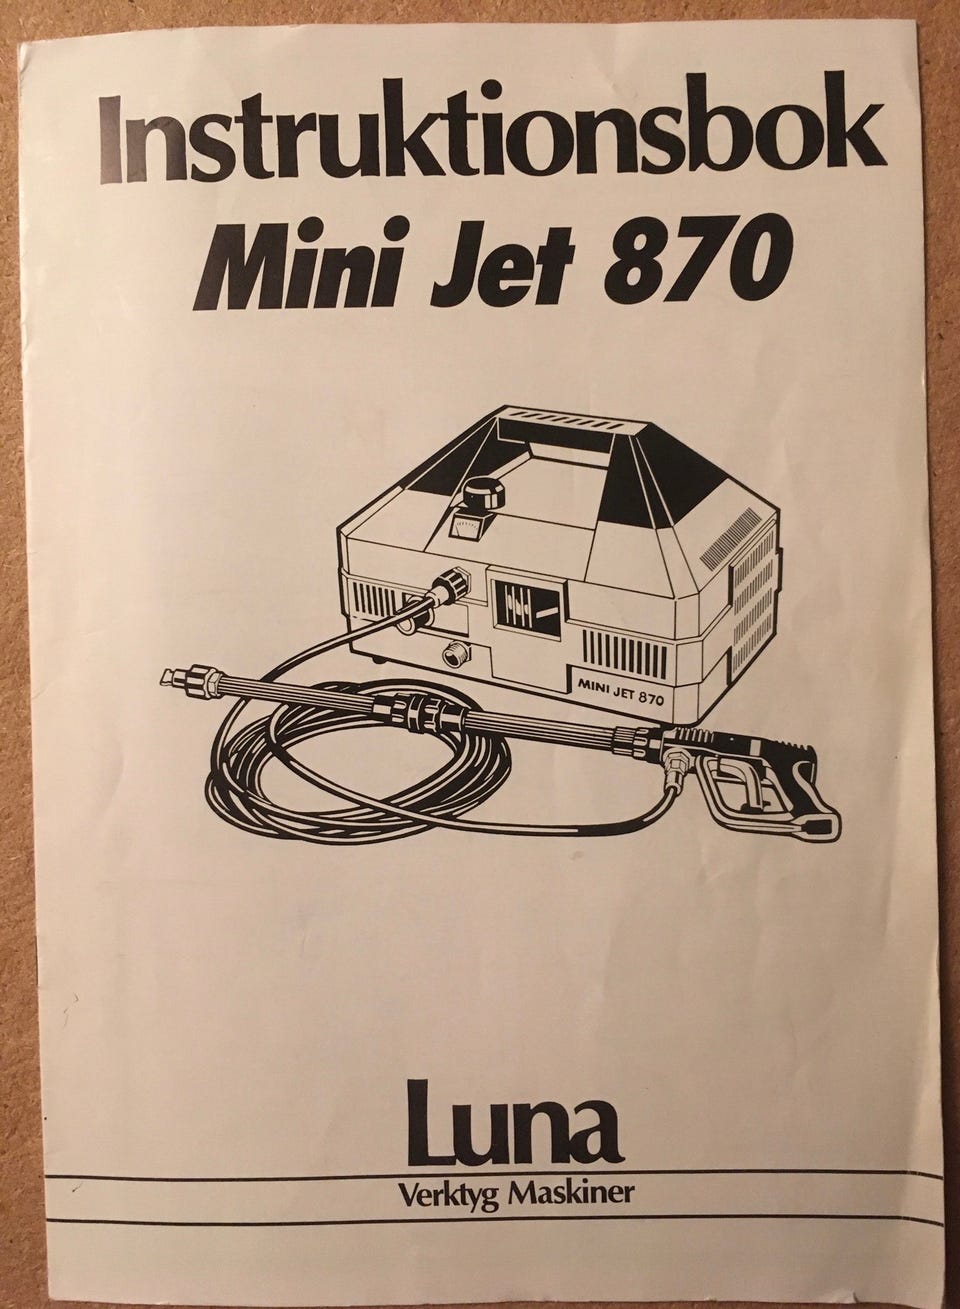 Instruktionsbok
Mini Jet 870
MINI JET 870
Luna
Verktyg Maskiner